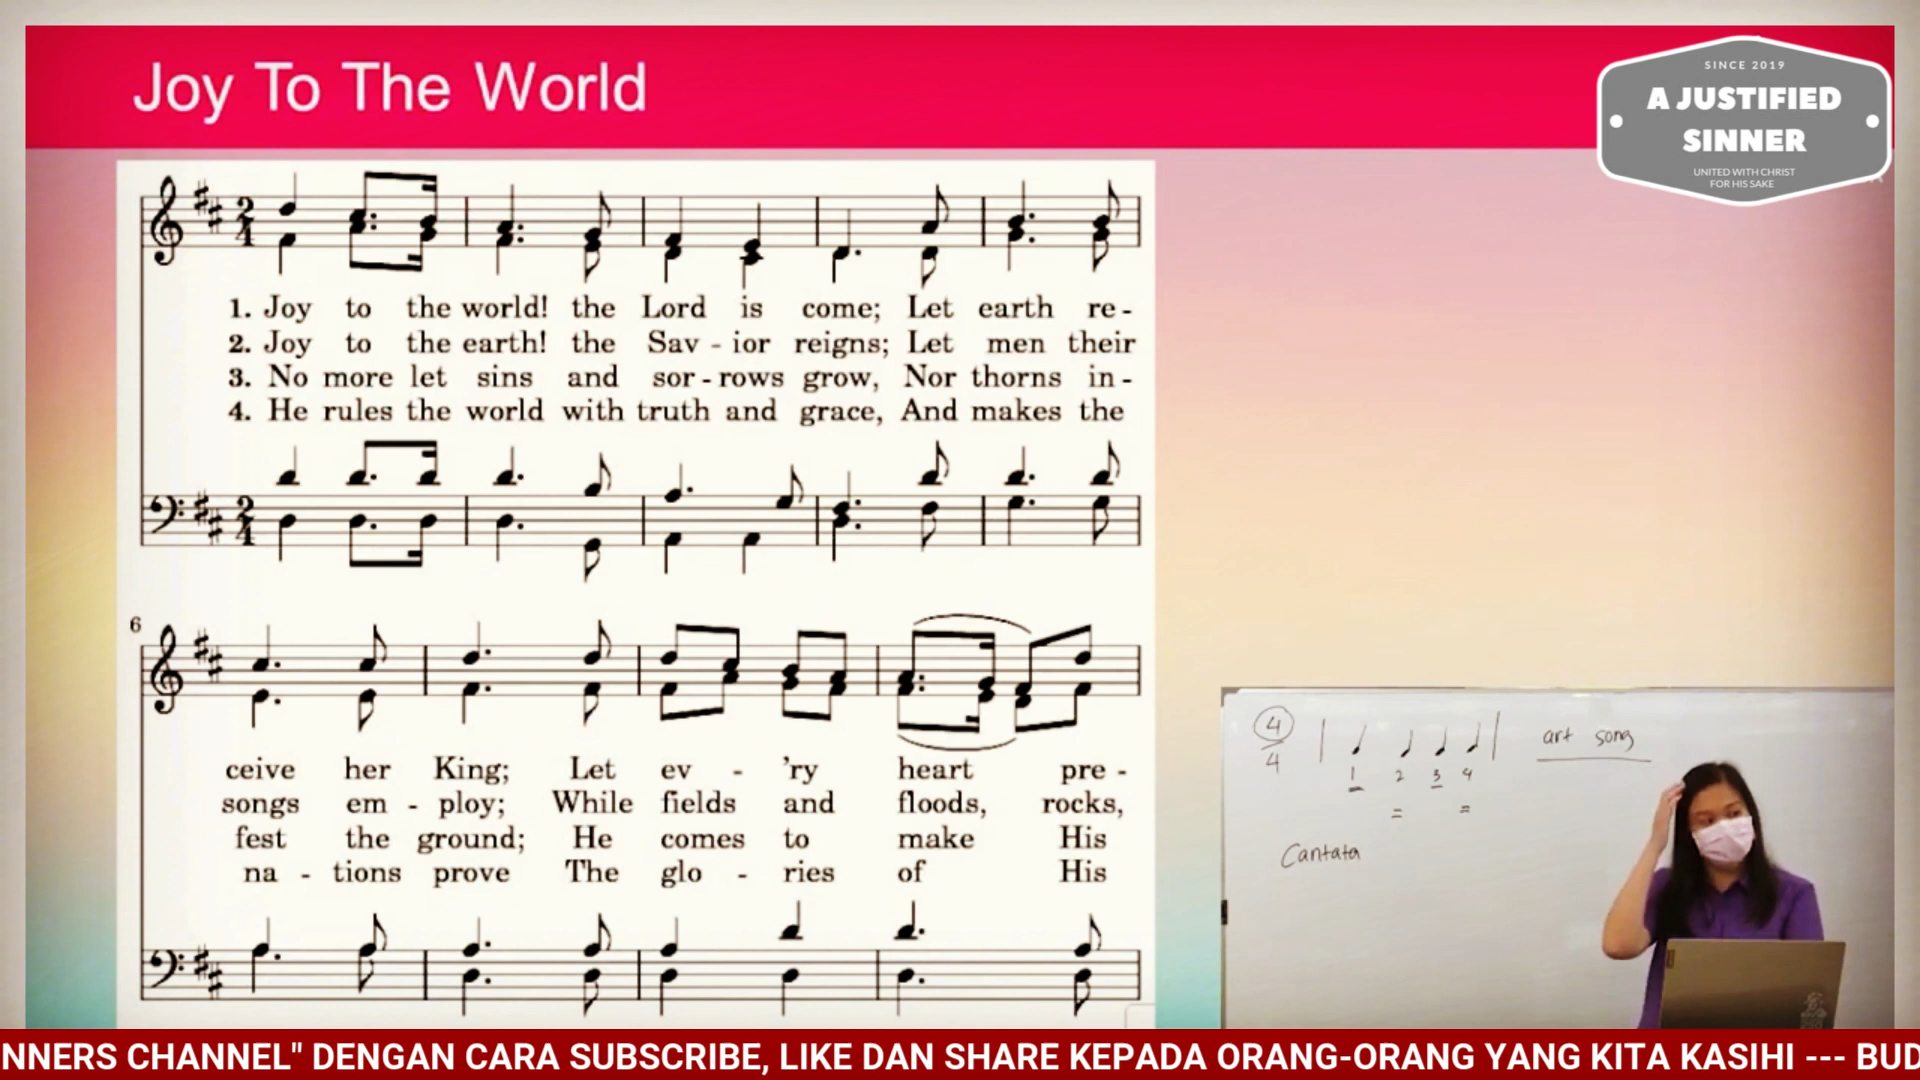 Joy To The World
SINCE 2019
A JUSTIFIED
SINNER
UNITED WITH CHRIST
FOR HIS SAKE
2
4
1. Joy to the world! the Lord is come; Let earth re -
2. Joy to the earth! the Sav - ior reigns; Let men their
3. No more let sins and sor - rows grow, Nor thorns in -
4. He rules the world with truth and grace, And makes the
2
4
6
ceive her King; Let ev - 'ry heart pre -
songs em - ploy; While fields and floods, rocks,
fest the ground; He comes to make His
na - tions prove The glo - ries of His
4
4
1 2 3 4
= =
art song
Cantata
NNERS CHANNEL" DENGAN CARA SUBSCRIBE, LIKE DAN SHARE KEPADA ORANG-ORANG YANG KITA KASIHI --- BUD